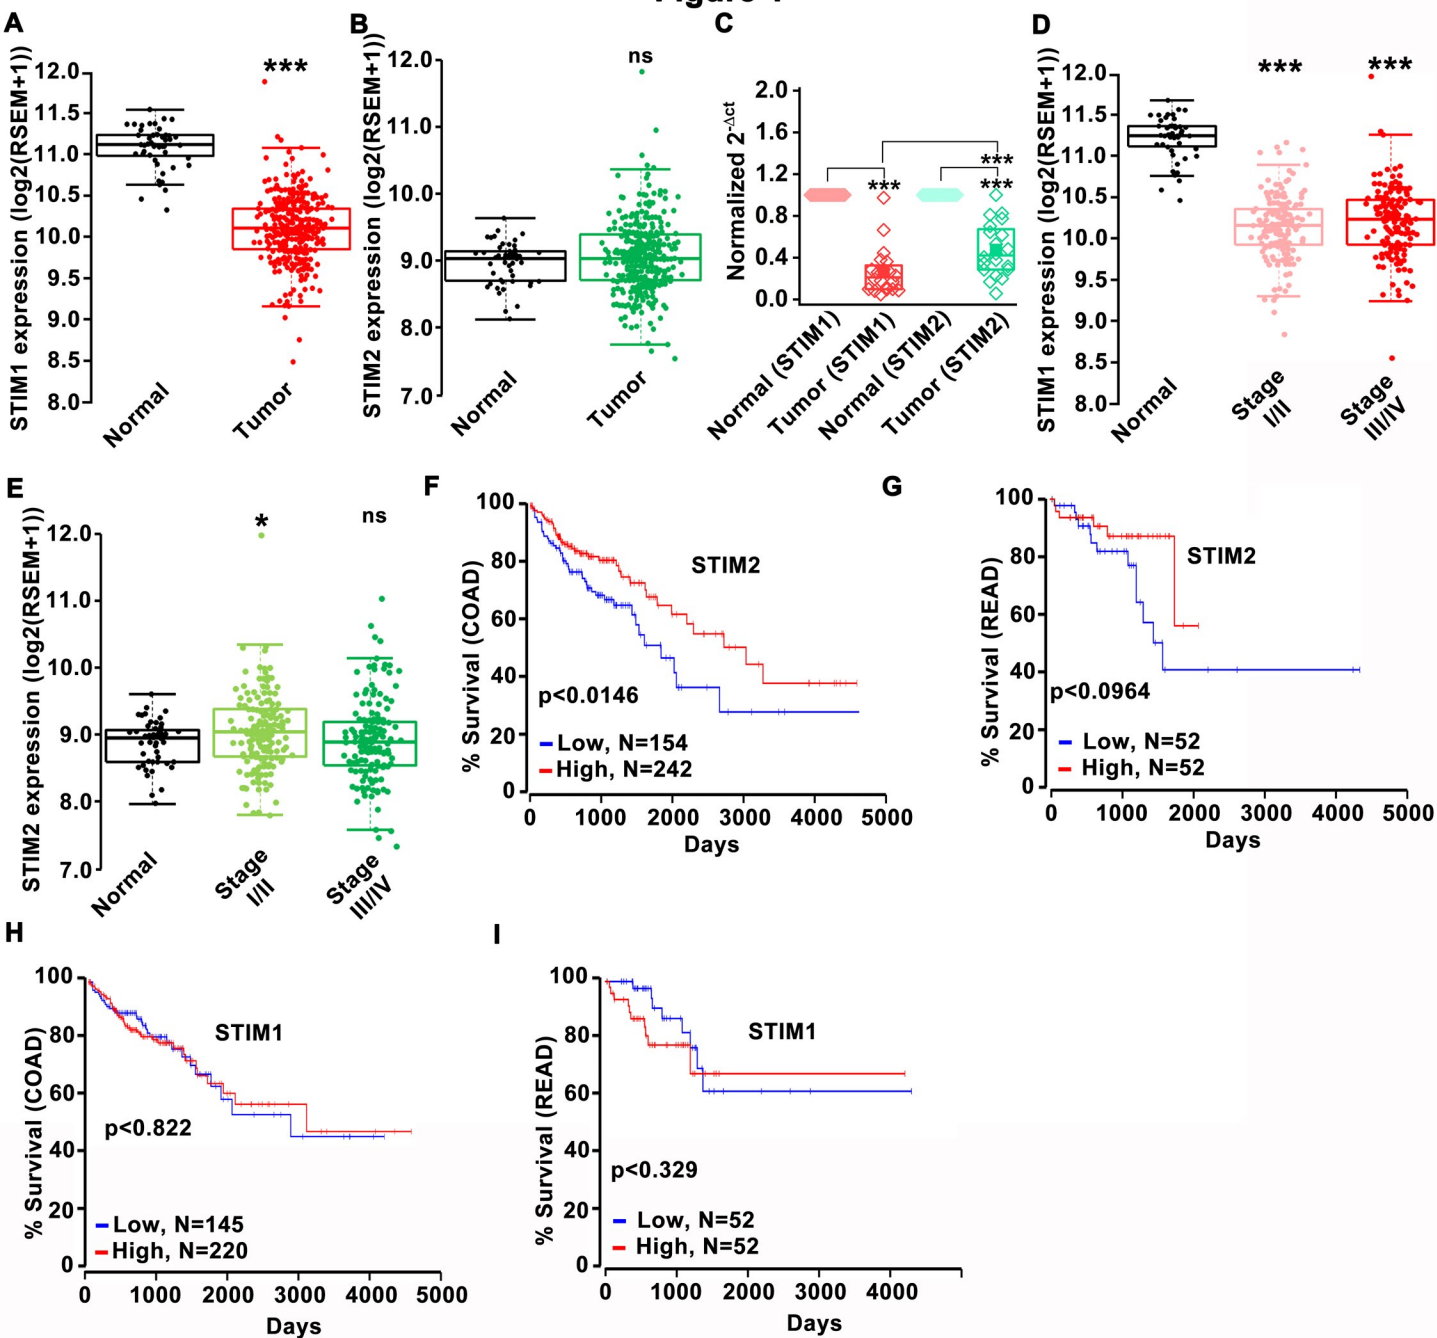 A
STIM1 expression (log2(RSEM+1))
12.0
11.5
11.0
10.5
10.0
9.5
9.0
8.5
8.0
***
Normal
Tumor
B
STIM2 expression (log2(RSEM+1))
12.0
11.0
10.0
9.0
8.0
7.0
ns
Normal
Tumor
C
Normalized 2-Δct
2.0
1.6
1.2
0.8
0.4
0.0
***
***
***
Normal (STIM1)
Tumor (STIM1)
Normal (STIM2)
Tumor (STIM2)
D
STIM1 expression (log2(RSEM+1))
12.0
11.5
11.0
10.5
10.0
9.5
9.0
8.5
8.0
***
***
Normal
Stage
I/II
Stage
III/IV
E
STIM2 expression (log2(RSEM+1))
12.0
11.0
10.0
9.0
8.0
7.0
*
ns
Normal
Stage
I/II
Stage
III/IV
F
% Survival (COAD)
100
80
60
40
20
0
STIM2
p<0.0146
Low, N=154
High, N=242
0 1000 2000 3000 4000 5000
Days
G
% Survival (READ)
100
80
60
40
20
0
STIM2
p<0.0964
Low, N=52
High, N=52
0 1000 2000 3000 4000 5000
Days
H
% Survival (COAD)
100
80
60
40
20
0
STIM1
p<0.822
Low, N=145
High, N=220
0 1000 2000 3000 4000 5000
Days
I
% Survival (READ)
100
80
60
40
20
0
STIM1
p<0.329
Low, N=52
High, N=52
0 1000 2000 3000 4000
Days